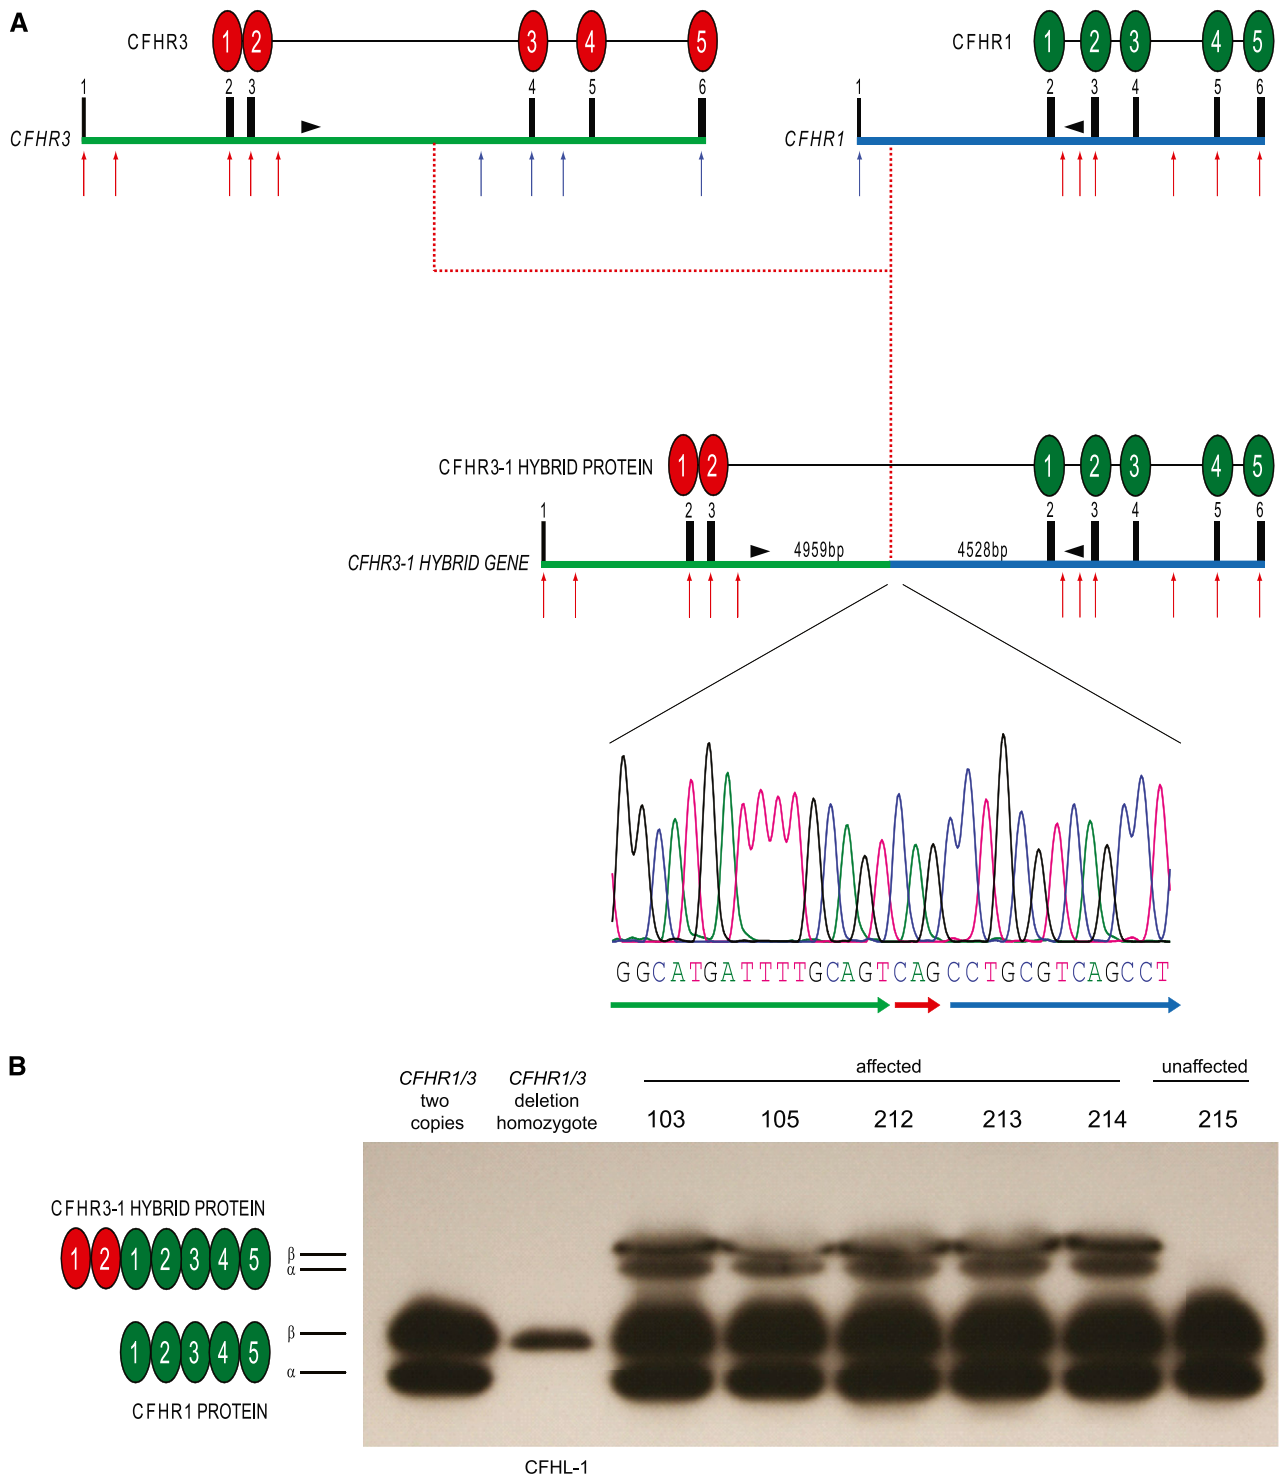 A
CFHR3
1 2 3 4 5
CFHR1
1 2 3 4 5
1 2 3 4 5 6
CFHR3
1 2 3 4 5 6
CFHR1
CFHR3-1 HYBRID PROTEIN
1 2 1 2 3 4 5
1 2 3 2 3 4 5 6
4959bp 4528bp
CFHR3-1 HYBRID GENE
GGCATGATTTTGCAGTCAGCCTGCGTCAGCCT
B
CFHR1/3
two
copies
CFHR1/3
deletion
homozygote
affected
unaffected
103 105 212 213 214 215
CFHR3-1 HYBRID PROTEIN
1 2 1 2 3 4 5
β
α
1 2 3 4 5
β
α
CFHR1 PROTEIN
CFHL-1